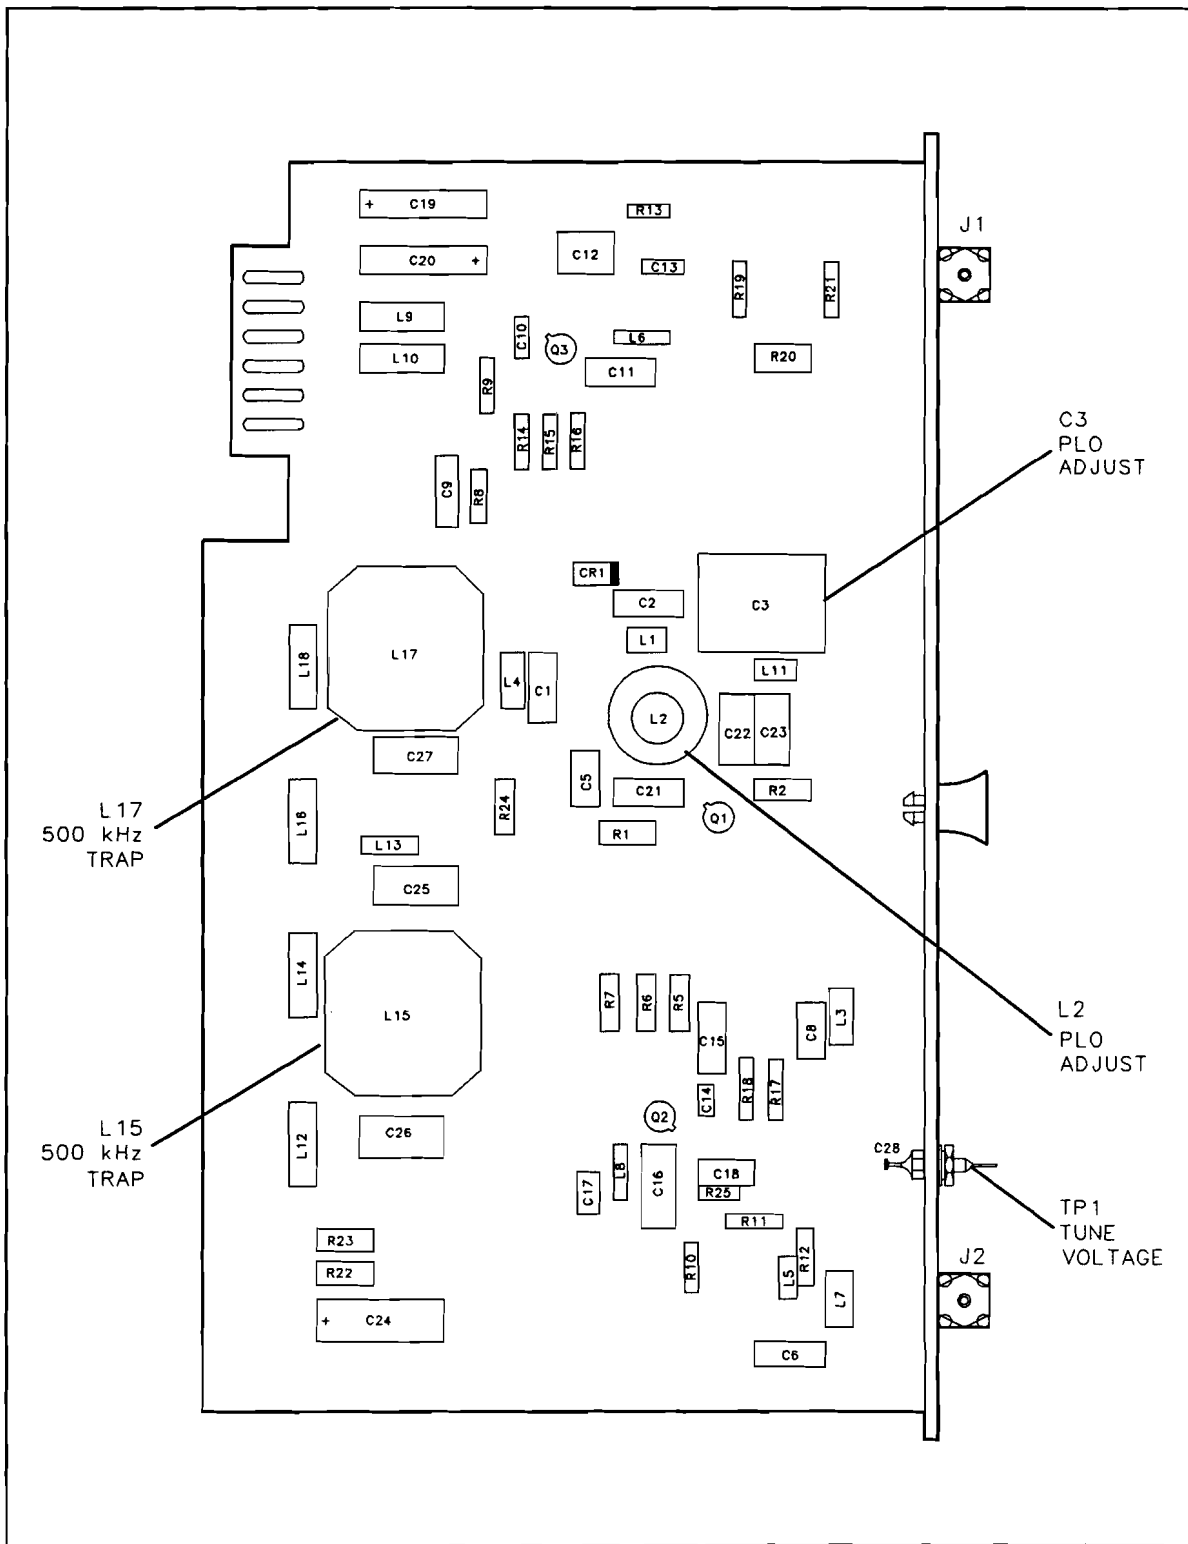 C19
+
R13
J1
C20
+
C12
C13
R19
R21
L9
C10
Q3
L6
L10
R9
C11
R20
R14
R15
R16
C3
PLO
ADJUST
C9
R8
CR1
C2
C3
L1
L18
L17
L4
C1
L11
L2
C22
C23
C27
C5
C21
R2
L17
500 kHz
TRAP
L16
R24
Q1
R1
L13
C25
L14
L15
R7
R6
R5
C15
C8
L3
L2
PLO
ADJUST
R18
R17
C14
Q2
L15
500 kHz
TRAP
L12
C26
C28
L8
C16
C18
C17
R25
R11
TP1
TUNE
VOLTAGE
R23
R22
R10
R12
L5
L7
J2
+
C24
C6